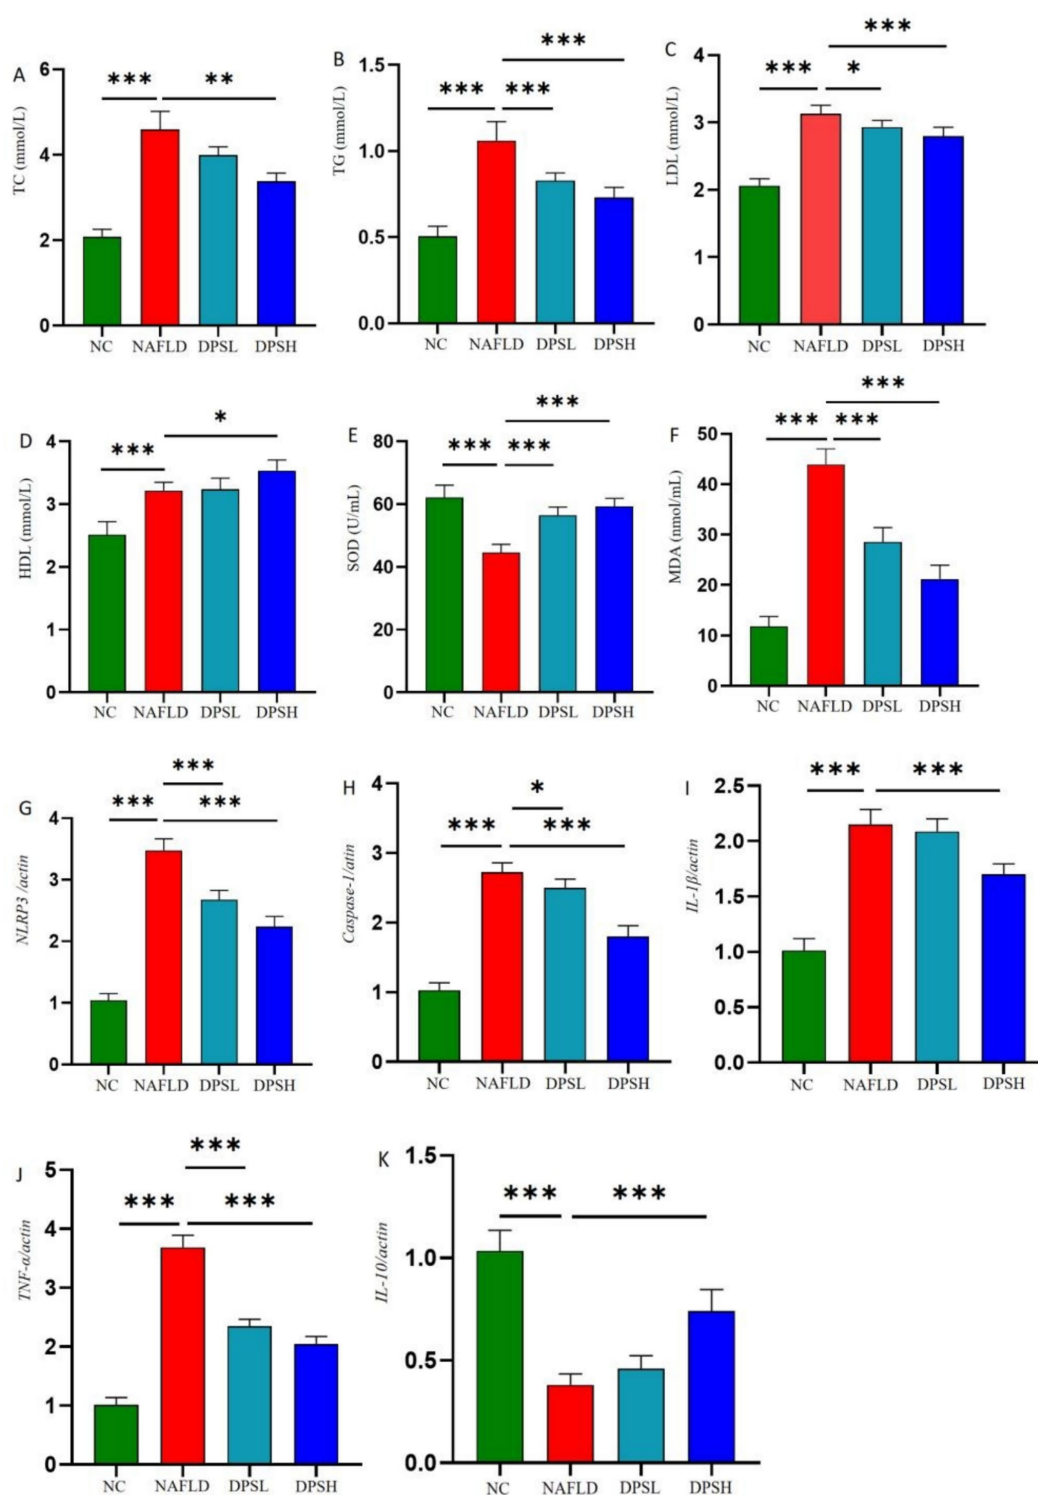 A
TC (mmol/L)
6
4
2
0
***
**
NC NAFLD DPSL DPSH
B
TG (mmol/L)
1.5
1.0
0.5
0.0
***
*** ***
NC NAFLD DPSL DPSH
C
LDL (mmol/L)
4
3
2
1
0
***
*** *
NC NAFLD DPSL DPSH
D
HDL (mmol/L)
4
3
2
1
0
*
***
NC NAFLD DPSL DPSH
E
SOD (U/mL)
80
60
40
20
0
***
*** ***
NC NAFLD DPSL DPSH
F
MDA (nmol/mL)
50
40
30
20
10
0
***
*** ***
NC NAFLD DPSL DPSH
G
NLRP3 /actin
4
3
2
1
0
***
*** ***
NC NAFLD DPSL DPSH
H
Caspase-1/atin
4
3
2
1
0
*
*** ***
NC NAFLD DPSL DPSH
I
IL-1β/actin
2.5
2.0
1.5
1.0
0.5
0.0
*** ***
NC NAFLD DPSL DPSH
J
TNF-α/actin
5
4
3
2
1
0
***
*** ***
NC NAFLD DPSL DPSH
K
IL-10/actin
1.5
1.0
0.5
0.0
*** ***
NC NAFLD DPSL DPSH